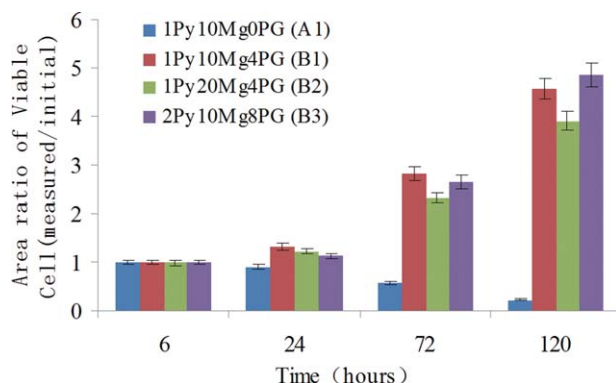 6
5
4
3
2
1
0
Area ratio of Viable
Cell(measured/initial)
1Py10Mg0PG (A1)
1Py10Mg4PG (B1)
1Py20Mg4PG (B2)
2Py10Mg8PG (B3)
6 24 72 120
Time (hours)